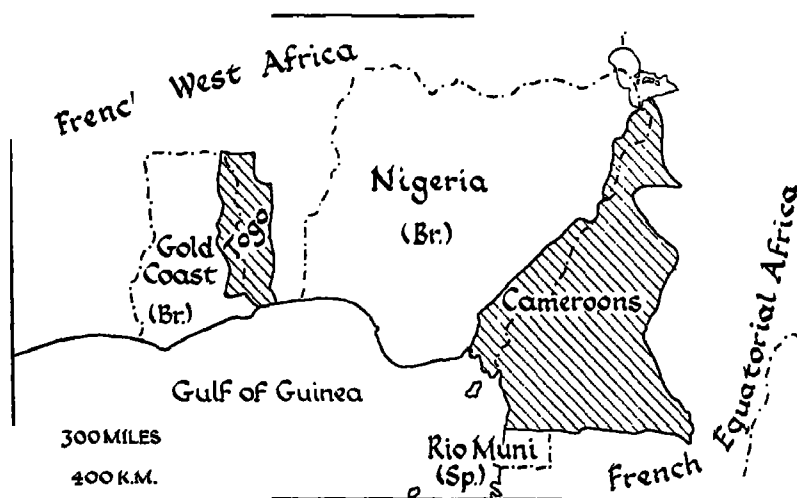 Frenc' West Africa
Nigeria
(Br.)
Togo
Gold
Coast
(Br.)
Cameroons
Equatorial Africa
Gulf of Guinea
300 MILES
400 K.M.
Rio Muni
(Sp.)
French